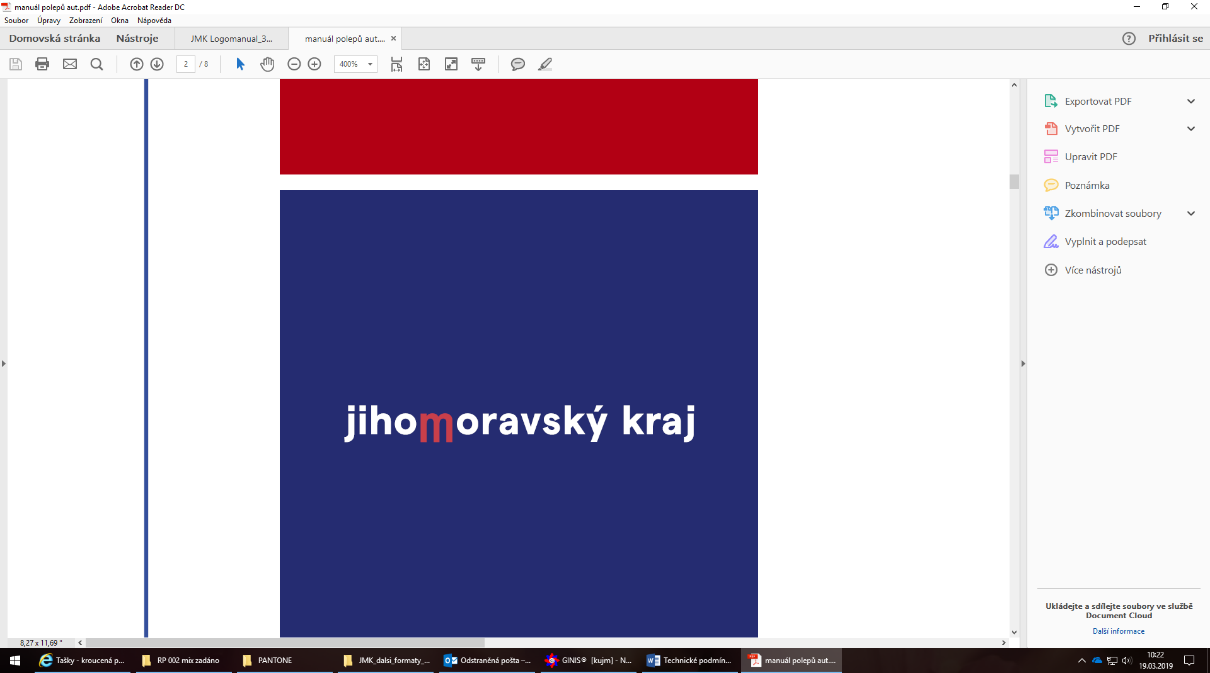 manuál polepů aut.pdf - Adobe Acrobat Reader DC
Soubor Úpravy Zobrazení Okna Nápověda
Domovská stránka Nástroje JMK Logomanual_3... manuál polepů aut.... × Přihlásit se
2 / 8 400%
Exportovat PDF
Vytvořit PDF
Upravit PDF
Poznámka
Zkombinovat soubory
Vyplnit a podepsat
Více nástrojů
jihomoravský kraj
Ukládejte a sdílejte soubory ve službě
Document Cloud
Další informace
8,27 x 11,69 "
Tašky - kroucená p... RP 002 mix zadáno PANTONE JMK_dalsi_formaty_... Odstraněná pošta –... GINIS® [kujm] - N... Technické podmín... manuál polepů aut....
10:22
19.03.2019